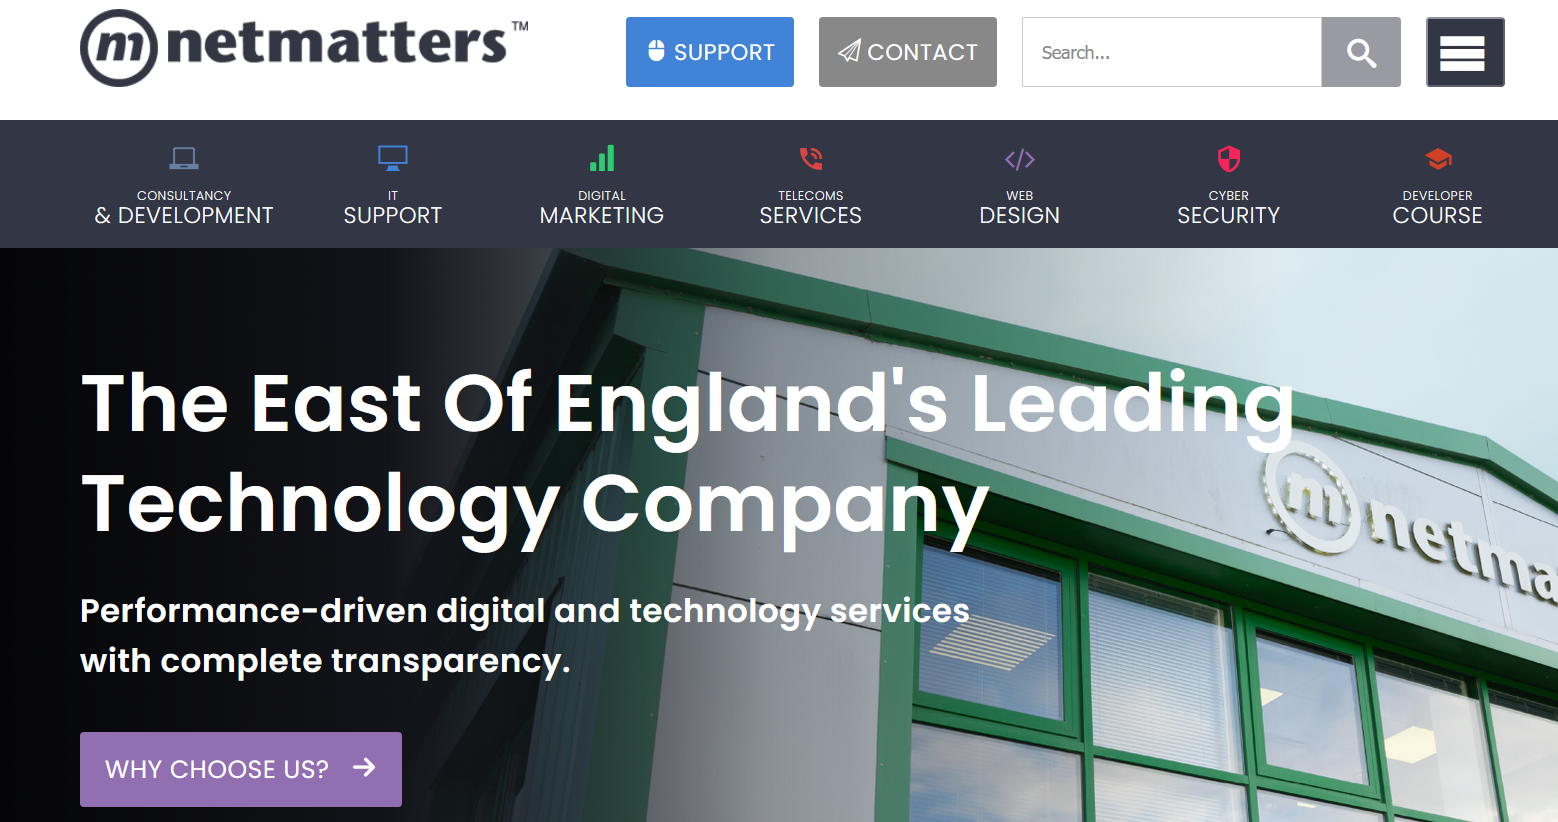 m netmatters™
SUPPORT
CONTACT
Search...
CONSULTANCY
& DEVELOPMENT
IT
SUPPORT
DIGITAL
MARKETING
TELECOMS
SERVICES
WEB
DESIGN
CYBER
SECURITY
DEVELOPER
COURSE
The East Of England's Leading
Technology Company
m netma
Performance-driven digital and technology services
with complete transparency.
WHY CHOOSE US?